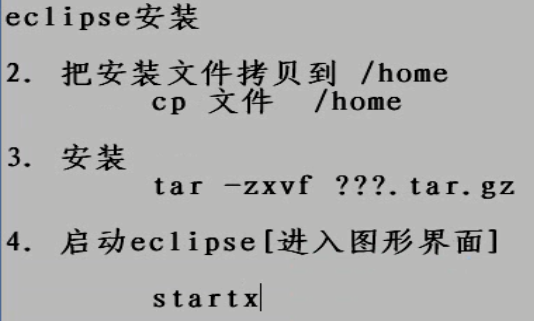 eclipse安装
2. 把安装文件拷贝到 /home
cp 文件 /home
3. 安装
tar -zxvf ???.tar.gz
4. 启动eclipse[进入图形界面]
startx